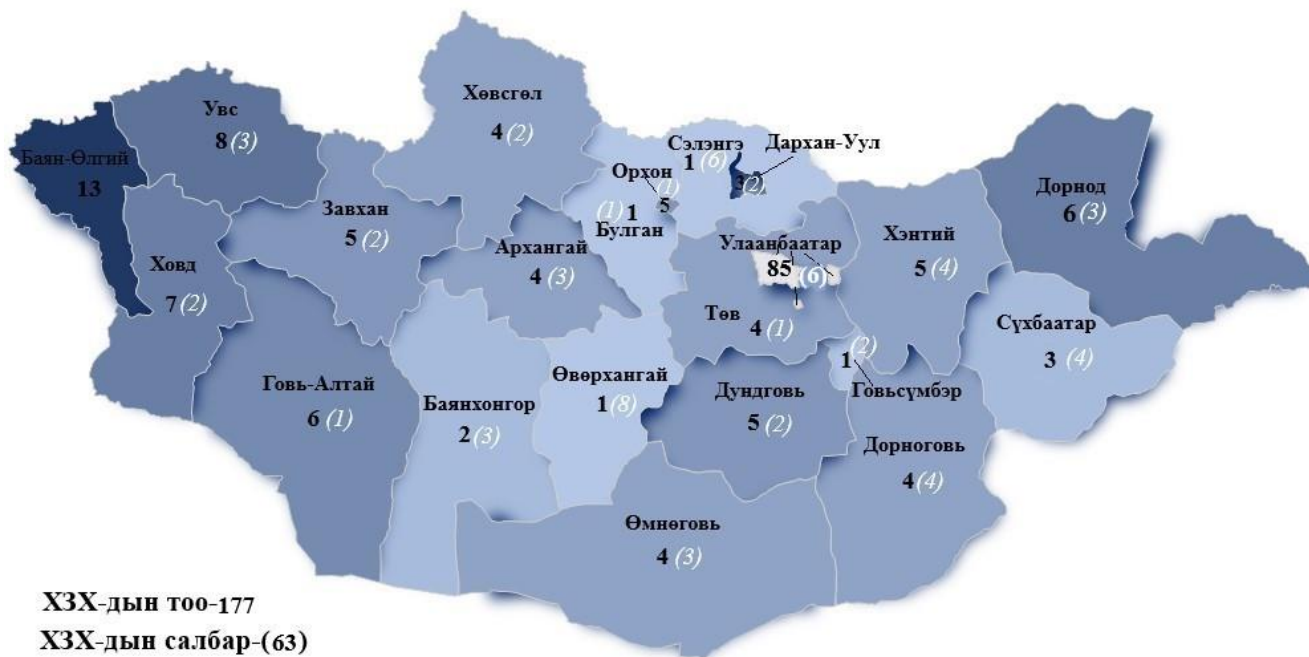 Хөвсгөл
4 (2)
Увс
8 (3)
Баян-Өлгий
13
Сэлэнгэ
1 (6)
Дархан-Уул
3 (2)
Орхон
(1)
5
Дорнод
6 (3)
Завхан
5 (2)
(1) 1
Булган
Архангай
4 (3)
Улаанбаатар
85 (6)
Хэнтий
5 (4)
Ховд
7 (2)
Төв
4 (1)
Сүхбаатар
3 (4)
(2)
1
Говьсүмбэр
Говь-Алтай
6 (1)
Баянхонгор
2 (3)
Өвөрхангай
1 (8)
Дундговь
5 (2)
Дорноговь
4 (4)
Өмнөговь
4 (3)
ХЗХ-дын тоо-177
ХЗХ-дын салбар-(63)